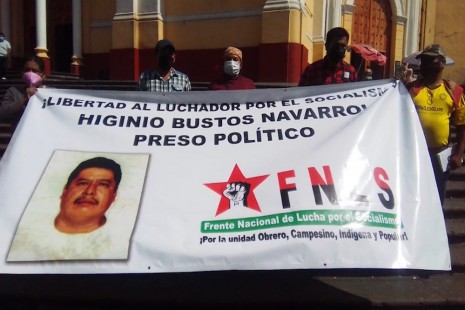 ¡LIBERTAD AL LUCHADOR POR EL SOCIALISMO
HIGINIO BUSTOS NAVARRO!
PRESO POLÍTICO
FNLS
Frente Nacional de Lucha por el Socialismo
¡Por la unidad Obrero, Campesino, Indígena y Popular!